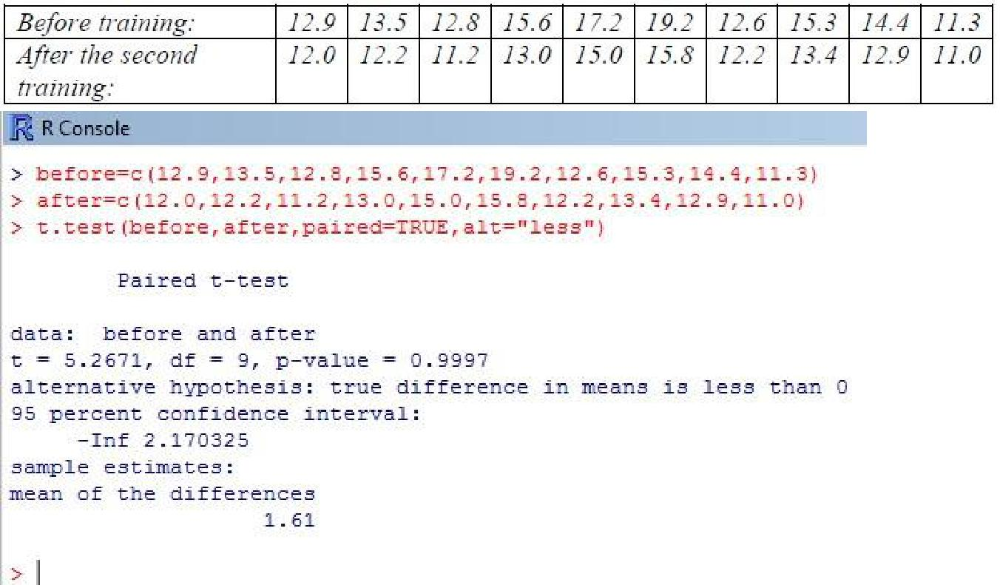 Before training: 12.9 13.5 12.8 15.6 17.2 19.2 12.6 15.3 14.4 11.3
After the second 12.0 12.2 11.2 13.0 15.0 15.8 12.2 13.4 12.9 11.0
training:
R R Console
> before=c(12.9,13.5,12.8,15.6,17.2,19.2,12.6,15.3,14.4,11.3)
> after=c(12.0,12.2,11.2,13.0,15.0,15.8,12.2,13.4,12.9,11.0)
> t.test(before,after,paired=TRUE,alt="less")
Paired t-test
data: before and after
t = 5.2671, df = 9, p-value = 0.9997
alternative hypothesis: true difference in means is less than 0
95 percent confidence interval:
-Inf 2.170325
sample estimates:
mean of the differences
1.61
>